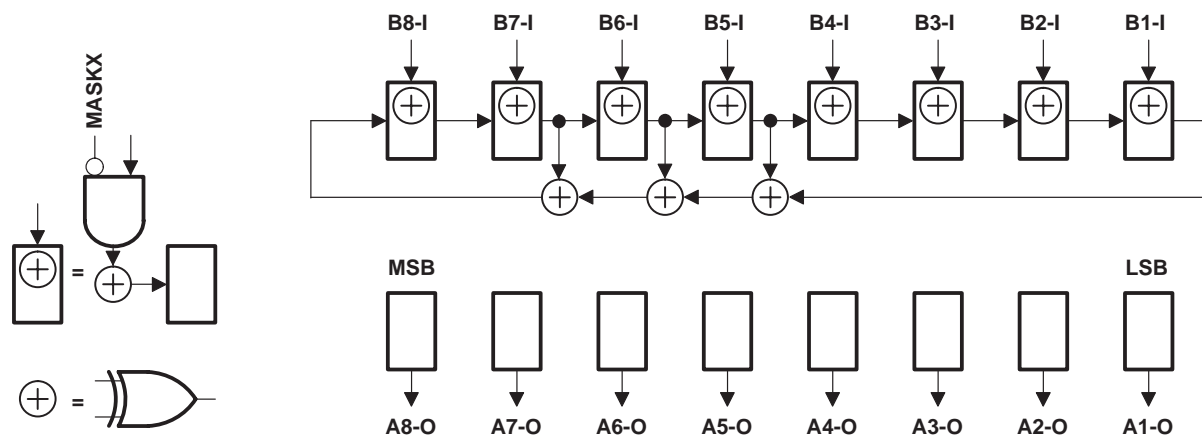 B8-I B7-I B6-I B5-I B4-I B3-I B2-I B1-I
MASKX
=
MSB LSB
=
A8-O A7-O A6-O A5-O A4-O A3-O A2-O A1-O